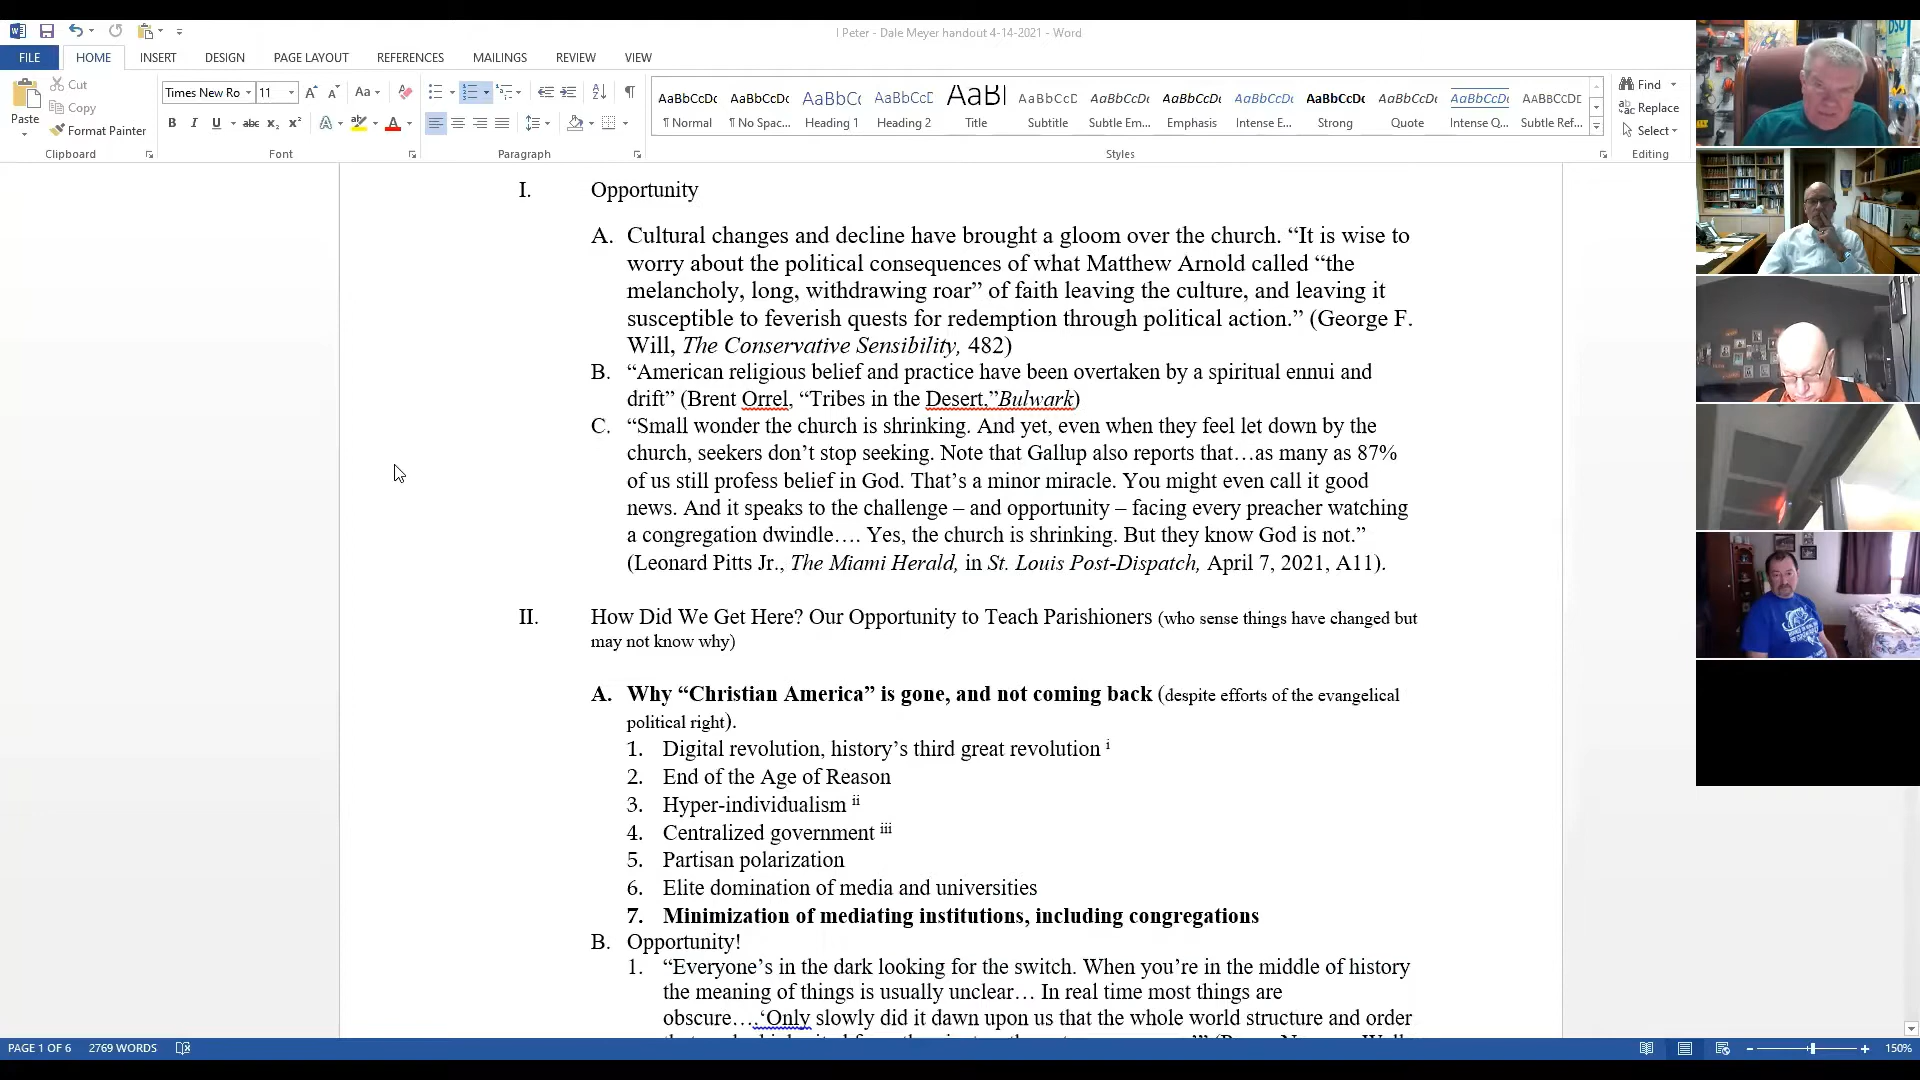 I Peter - Dale Meyer handout 4-14-2021 - Word
FILE HOME INSERT DESIGN PAGE LAYOUT REFERENCES MAILINGS REVIEW VIEW
Paste
Cut
Copy
Format Painter
Times New Ro 11
Aa
B I U abc x₂ x²
AaBbCcDc AaBbCcDc AaBbCc AaBbCcD AaBl AaBbCcD AaBbCcDc AaBbCcDc AaBbCcDc AaBbCcDc AaBbCcDc AaBbCcDc AaBbCcDc
¶ Normal ¶ No Spac... Heading 1 Heading 2 Title Subtitle Subtle Em... Emphasis Intense E... Strong Quote Intense Q... Subtle Ref...
Find
Replace
Select
Clipboard Font Paragraph Styles Editing
I. Opportunity
A. Cultural changes and decline have brought a gloom over the church. “It is wise to
worry about the political consequences of what Matthew Arnold called “the
melancholy, long, withdrawing roar” of faith leaving the culture, and leaving it
susceptible to feverish quests for redemption through political action.” (George F.
Will, The Conservative Sensibility, 482)
B. “American religious belief and practice have been overtaken by a spiritual ennui and
drift” (Brent Orrel, “Tribes in the Desert,”Bulwark)
C. “Small wonder the church is shrinking. And yet, even when they feel let down by the
church, seekers don’t stop seeking. Note that Gallup also reports that…as many as 87%
of us still profess belief in God. That’s a minor miracle. You might even call it good
news. And it speaks to the challenge – and opportunity – facing every preacher watching
a congregation dwindle…. Yes, the church is shrinking. But they know God is not.”
(Leonard Pitts Jr., The Miami Herald, in St. Louis Post-Dispatch, April 7, 2021, A11).
II. How Did We Get Here? Our Opportunity to Teach Parishioners (who sense things have changed but
may not know why)
A. Why “Christian America” is gone, and not coming back (despite efforts of the evangelical
political right).
1. Digital revolution, history’s third great revolution i
2. End of the Age of Reason
3. Hyper-individualism ii
4. Centralized government iii
5. Partisan polarization
6. Elite domination of media and universities
7. Minimization of mediating institutions, including congregations
B. Opportunity!
1. “Everyone’s in the dark looking for the switch. When you’re in the middle of history
the meaning of things is usually unclear… In real time most things are
obscure….‘Only slowly did it dawn upon us that the whole world structure and order
PAGE 1 OF 6 2769 WORDS 150%